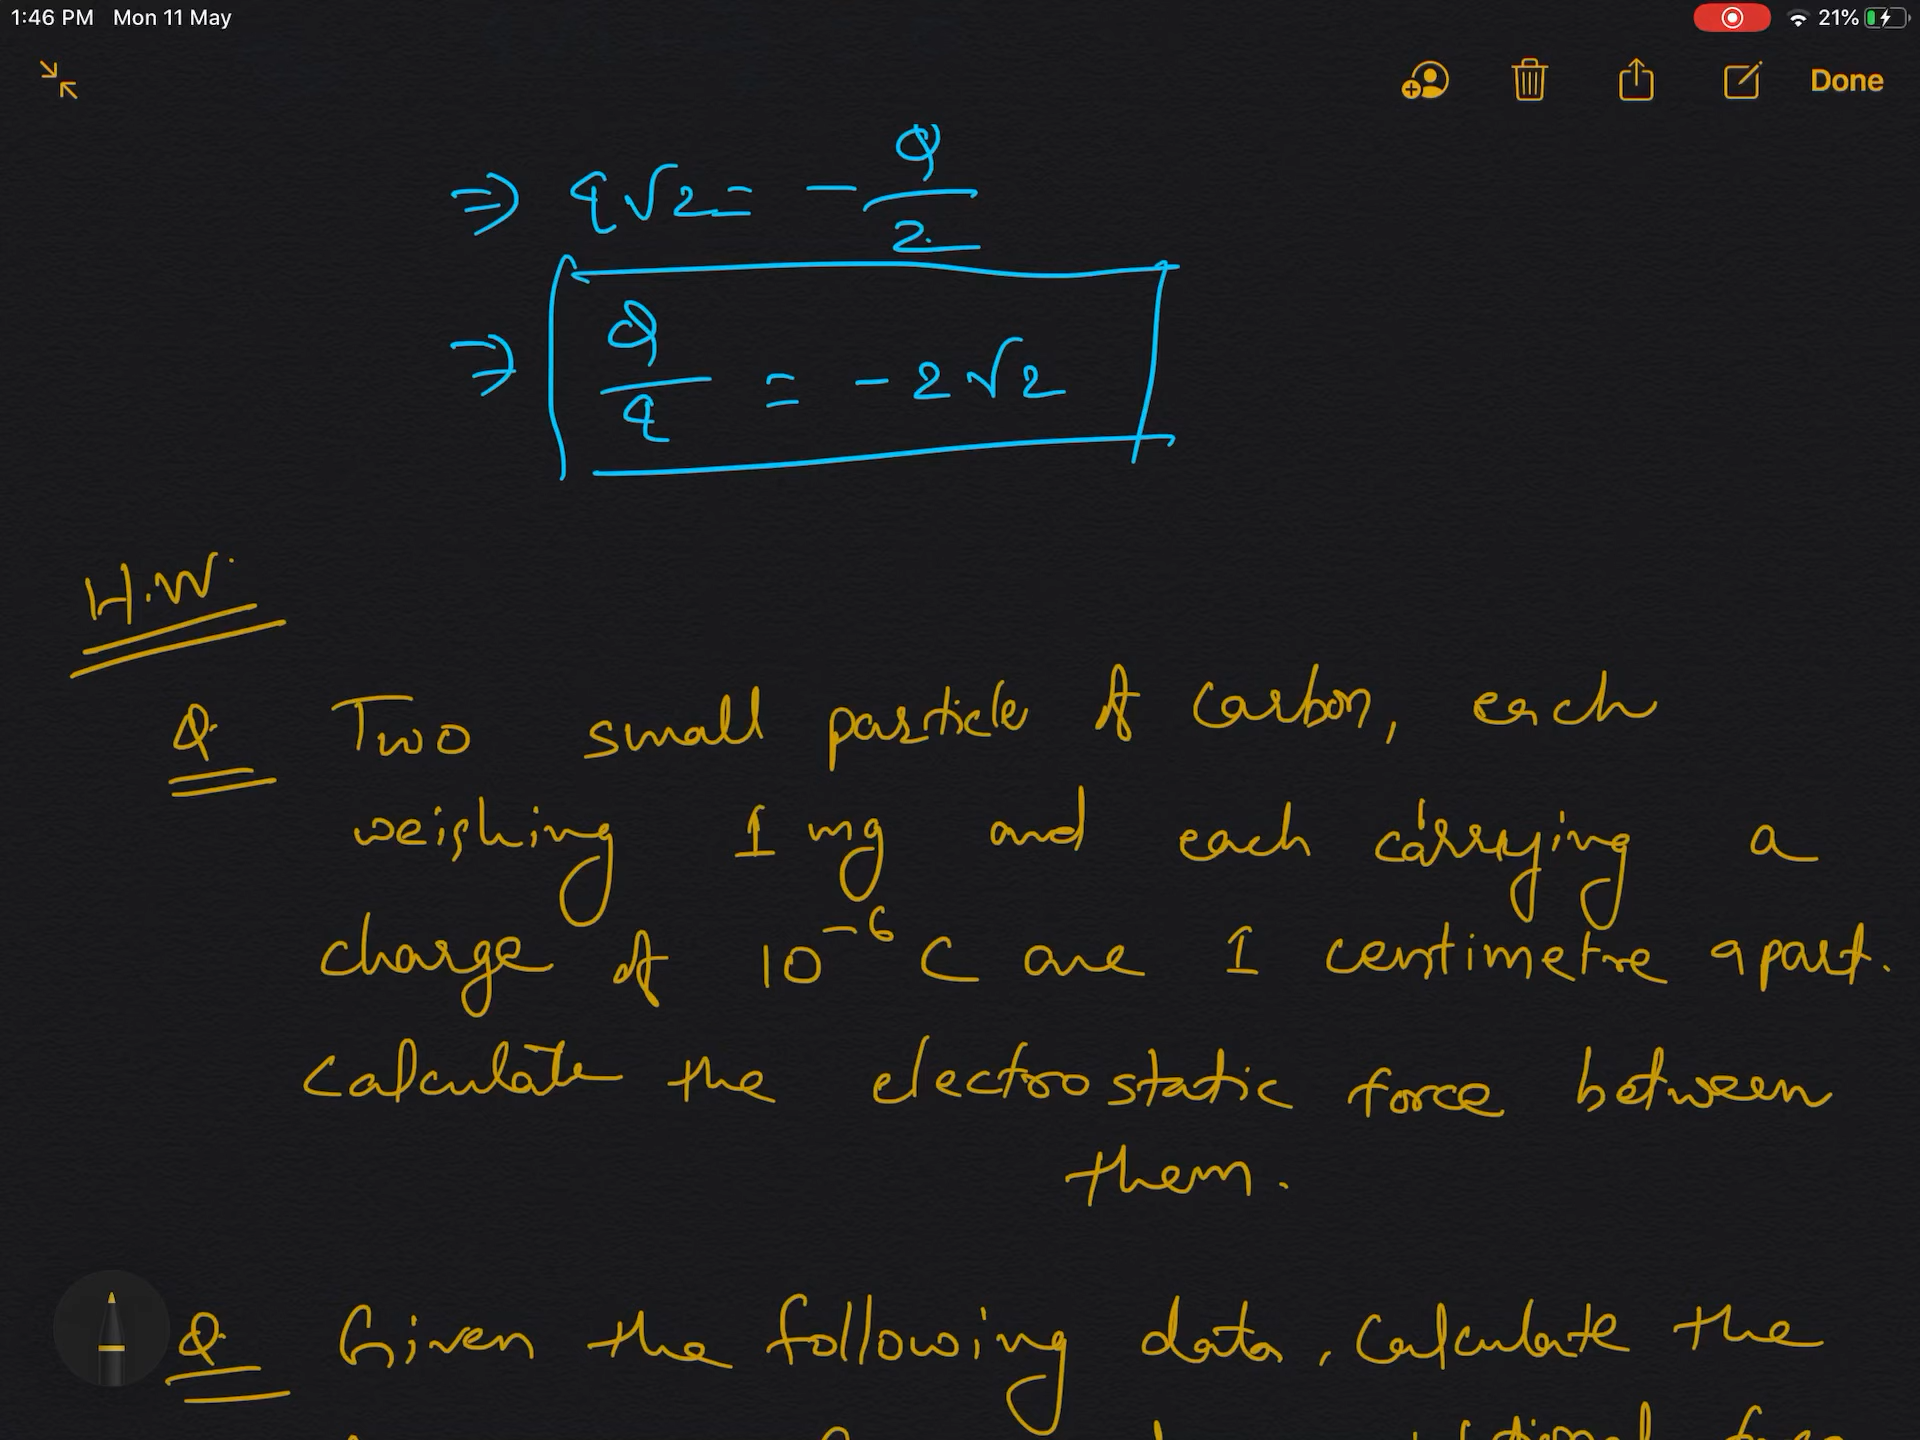 1:46 PM Mon 11 May 21%
Done
⇒ q√2 = - Q/2
⇒ Q/q = - 2√2
H.W.
Q Two small particle of carbon, each
weighing 1 mg and each carrying a
charge of 10⁻⁶ C are 1 centimetre apart.
Calculate the electrostatic force between
them.
Q Given the following data, calculate the